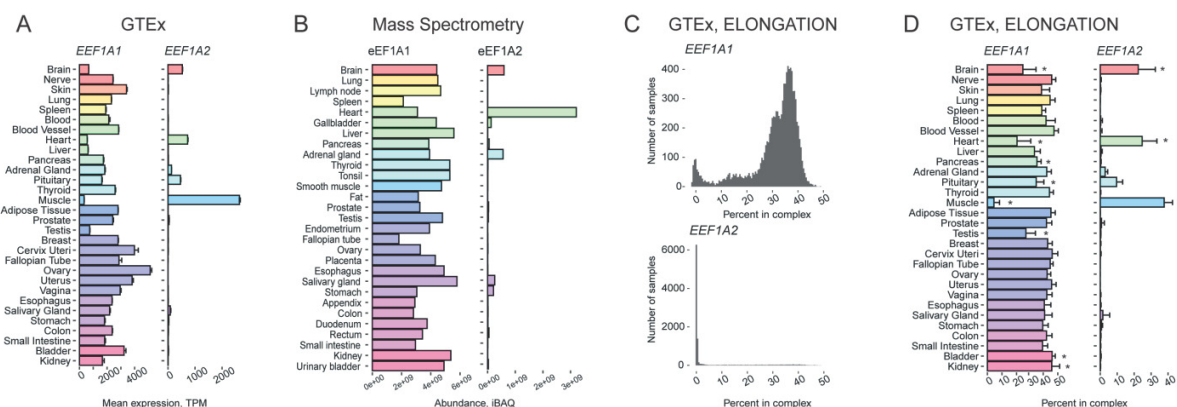 A
GTEx
EEF1A1
EEF1A2
Brain
Nerve
Skin
Lung
Spleen
Blood
Blood Vessel
Heart
Liver
Pancreas
Adrenal Gland
Pituitary
Thyroid
Muscle
Adipose Tissue
Prostate
Testis
Breast
Cervix Uteri
Fallopian Tube
Ovary
Uterus
Vagina
Esophagus
Salivary Gland
Stomach
Colon
Small Intestine
Bladder
Kidney
0
2000
4000
0
2000
Mean expression, TPM
B
Mass Spectrometry
eEF1A1
eEF1A2
Brain
Lung
Lymph node
Spleen
Heart
Gallbladder
Liver
Pancreas
Adrenal gland
Thyroid
Tonsil
Smooth muscle
Fat
Prostate
Testis
Endometrium
Fallopian tube
Ovary
Placenta
Esophagus
Salivary gland
Stomach
Appendix
Colon
Duodenum
Rectum
Small intestine
Kidney
Urinary bladder
0e+00
2e+09
4e+09
6e+09
0e+00
1e+09
2e+09
3e+09
Abundance, iBAQ
C
GTEx, ELONGATION
EEF1A1
Number of samples
400
300
200
100
0
0 10 20 30 40 50
Percent in complex
EEF1A2
Number of samples
6000
4000
2000
0
0 10 20 30 40 50
Percent in complex
D
GTEx, ELONGATION
EEF1A1
EEF1A2
Brain
Nerve
Skin
Lung
Spleen
Blood
Blood Vessel
Heart
Liver
Pancreas
Adrenal Gland
Pituitary
Thyroid
Muscle
Adipose Tissue
Prostate
Testis
Breast
Cervix Uteri
Fallopian Tube
Ovary
Uterus
Vagina
Esophagus
Salivary Gland
Stomach
Colon
Small Intestine
Bladder
Kidney
0 10 20 30 40 50
0 10 20 30 40
Percent in complex